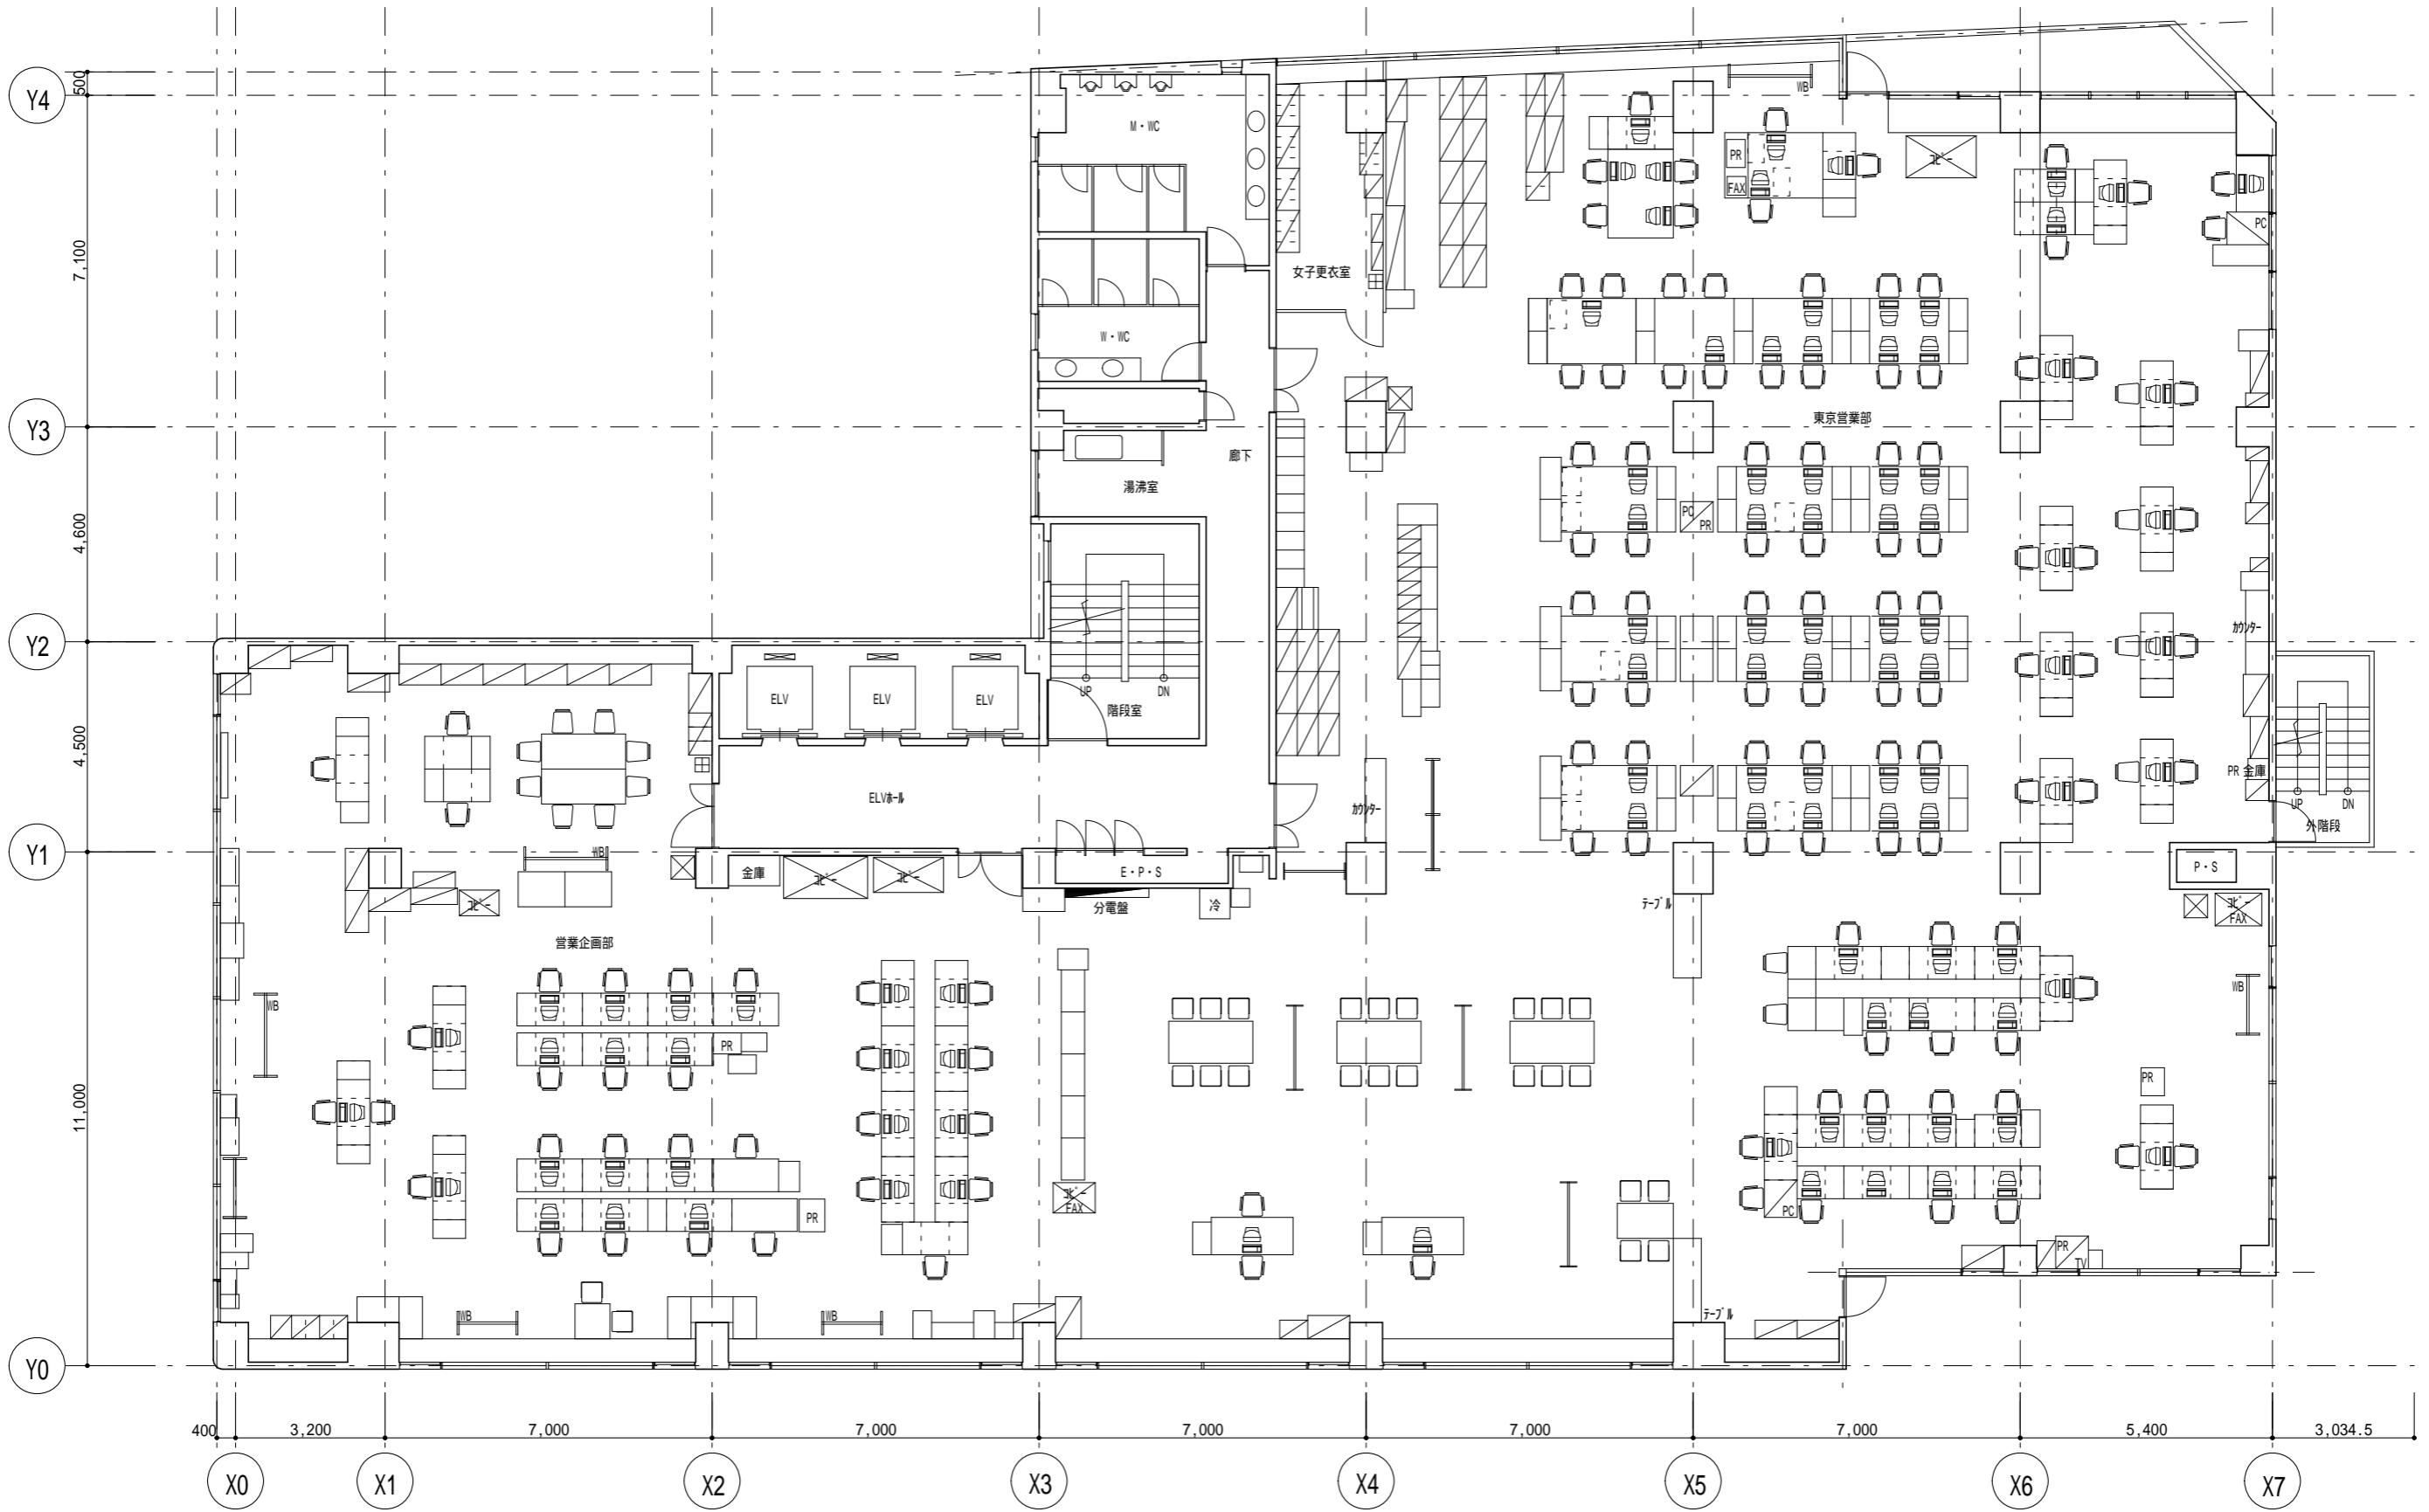 500
Y4
7,100
Y3
4,600
Y2
4,500
Y1
11,000
Y0
M・WC
W・WC
女子更衣室
廊下
湯沸室
WB
PR
FAX
コピー
PC
東京営業部
PC
PR
カウンター
ELV
ELV
ELV
UP
DN
階段室
ELVホール
カウンター
PR 金庫
UP
DN
外階段
WB
金庫
コピー
コピー
コピー
E・P・S
分電盤
冷
P・S
コピー
FAX
テーブル
営業企画部
WB
WB
PR
PR
PR
コピー
FAX
PC
PR
TV
WB
WB
テーブル
400
3,200
7,000
7,000
7,000
7,000
7,000
5,400
3,034.5
X0
X1
X2
X3
X4
X5
X6
X7